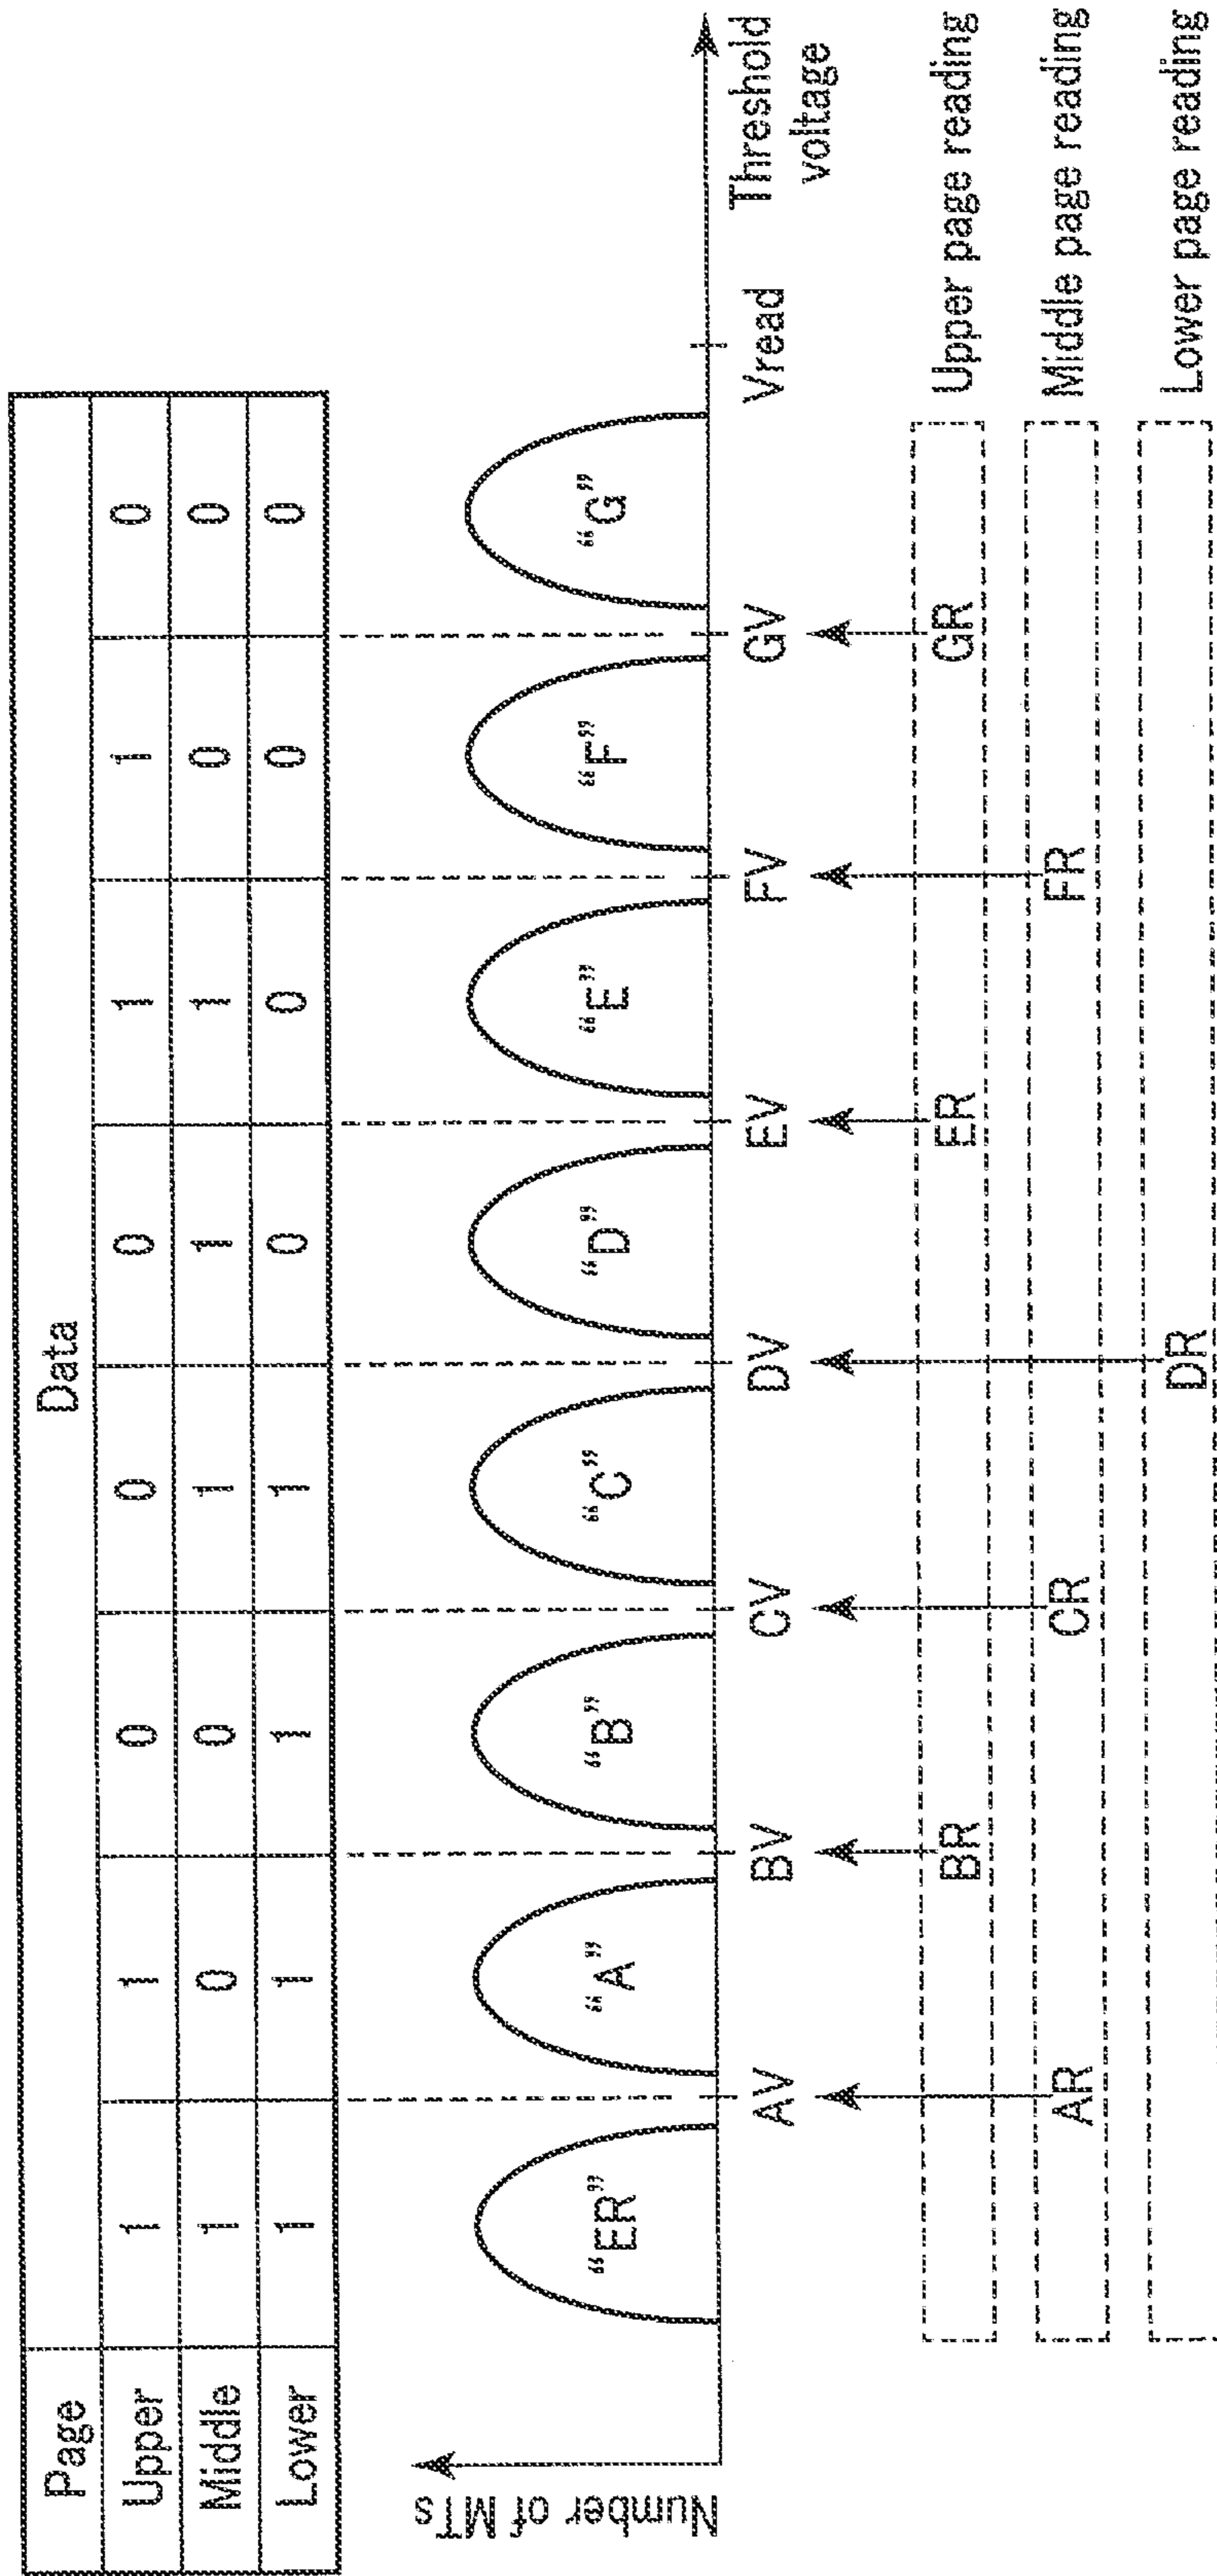 Page Data
Upper 1 1 0 0 0 1 1 0
Middle 1 0 0 1 1 1 0 0
Lower 1 1 1 1 0 0 0 0
Number of MTs
“ER” “A” “B” “C” “D” “E” “F” “G”
AV BV CV DV EV FV GV Vread Threshold
voltage
BR ER GR Upper page reading
AR CR FR Middle page reading
DR Lower page reading